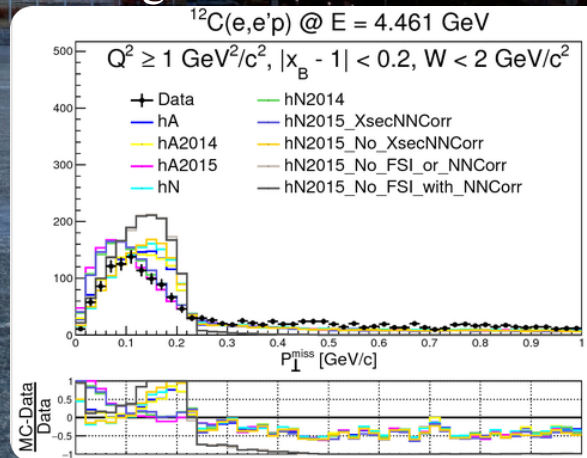 ¹²C(e,e'p) @ E = 4.461 GeV
Q² ≥ 1 GeV²/c², |x_B - 1| < 0.2, W < 2 GeV/c²
Data
hA
hA2014
hA2015
hN
hN2014
hN2015_XsecNNCorr
hN2015_No_XsecNNCorr
hN2015_No_FSI_or_NNCorr
hN2015_No_FSI_with_NNCorr
500
400
300
200
100
0
0 0.1 0.2 0.3 0.4 0.5 0.6 0.7 0.8 0.9 1
P⊥^miss [GeV/c]
MC-Data
Data
1
0.5
0
-0.5
-1